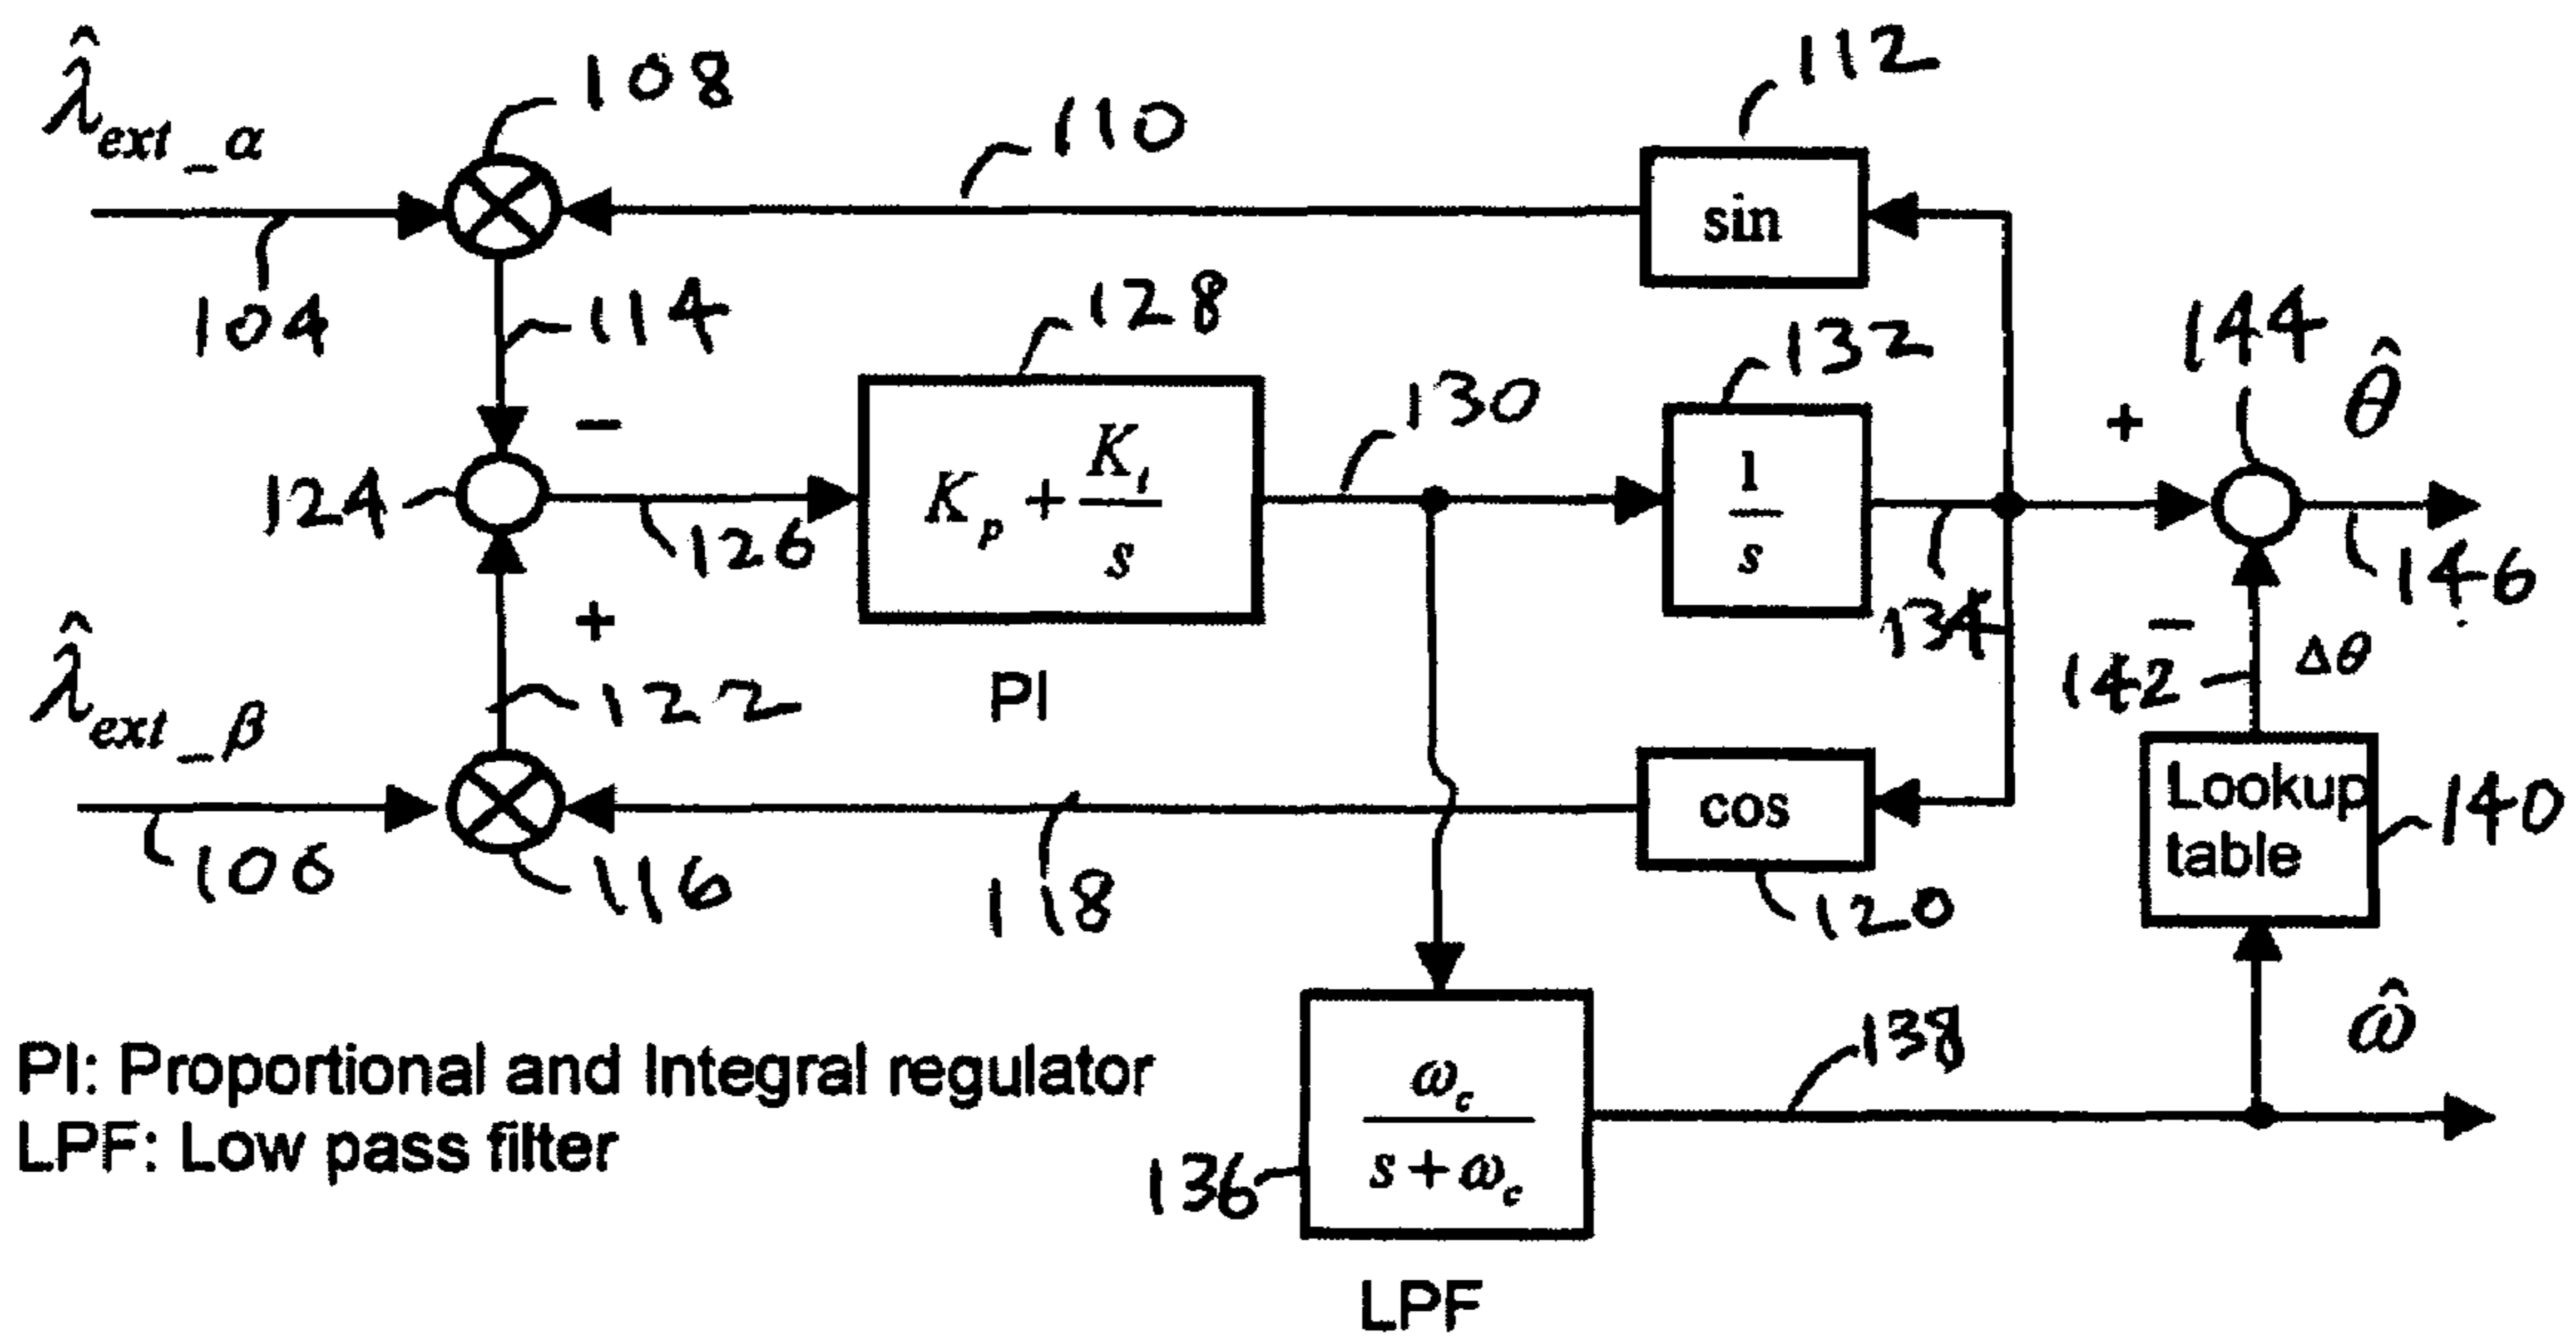 λ̂ext_α
108
110
112
sin
104
114
128
130
132
144
θ̂
−
+
124
Kp + Ki/s
1/s
126
146
+
134
−
142
Δθ
λ̂ext_β
122
PI
106
116
118
cos
120
Lookup
table
140
ω̂
PI: Proportional and Integral regulator
LPF: Low pass filter
136
ωc/(s + ωc)
138
LPF